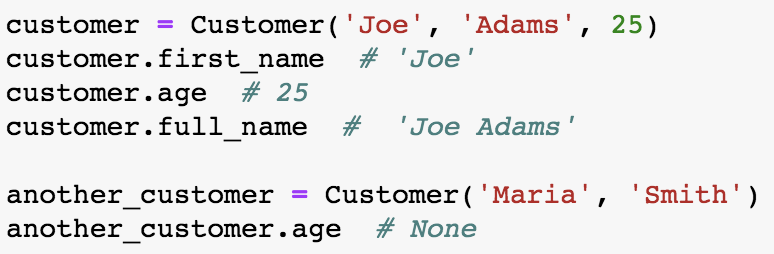 customer = Customer('Joe', 'Adams', 25)
customer.first_name  # 'Joe'
customer.age  # 25
customer.full_name  #  'Joe Adams'
another_customer = Customer('Maria', 'Smith')
another_customer.age  # None